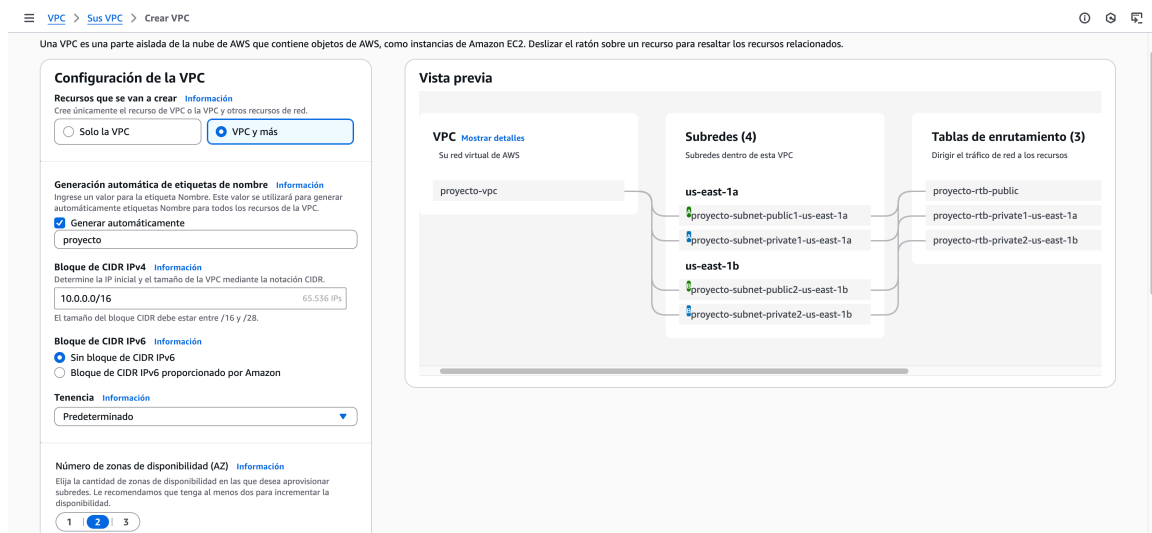 VPC > Sus VPC > Crear VPC
Una VPC es una parte aislada de la nube de AWS que contiene objetos de AWS, como instancias de Amazon EC2. Deslizar el ratón sobre un recurso para resaltar los recursos relacionados.
Configuración de la VPC
Recursos que se van a crear Información
Cree únicamente el recurso de VPC o la VPC y otros recursos de red.
Solo la VPC
VPC y más
Generación automática de etiquetas de nombre Información
Ingrese un valor para la etiqueta Nombre. Este valor se utilizará para generar
automáticamente etiquetas Nombre para todos los recursos de la VPC.
Generar automáticamente
proyecto
Bloque de CIDR IPv4 Información
Determine la IP inicial y el tamaño de la VPC mediante la notación CIDR.
10.0.0.0/16 65.536 IPs
El tamaño del bloque CIDR debe estar entre /16 y /28.
Bloque de CIDR IPv6 Información
Sin bloque de CIDR IPv6
Bloque de CIDR IPv6 proporcionado por Amazon
Tenencia Información
Predeterminado
Número de zonas de disponibilidad (AZ) Información
Elija la cantidad de zonas de disponibilidad en las que desea aprovisionar
subredes. Le recomendamos que tenga al menos dos para incrementar la
disponibilidad.
1 2 3
Vista previa
VPC Mostrar detalles
Su red virtual de AWS
proyecto-vpc
Subredes (4)
Subredes dentro de esta VPC
us-east-1a
proyecto-subnet-public1-us-east-1a
proyecto-subnet-private1-us-east-1a
us-east-1b
proyecto-subnet-public2-us-east-1b
proyecto-subnet-private2-us-east-1b
Tablas de enrutamiento (3)
Dirigir el tráfico de red a los recursos
proyecto-rtb-public
proyecto-rtb-private1-us-east-1a
proyecto-rtb-private2-us-east-1b